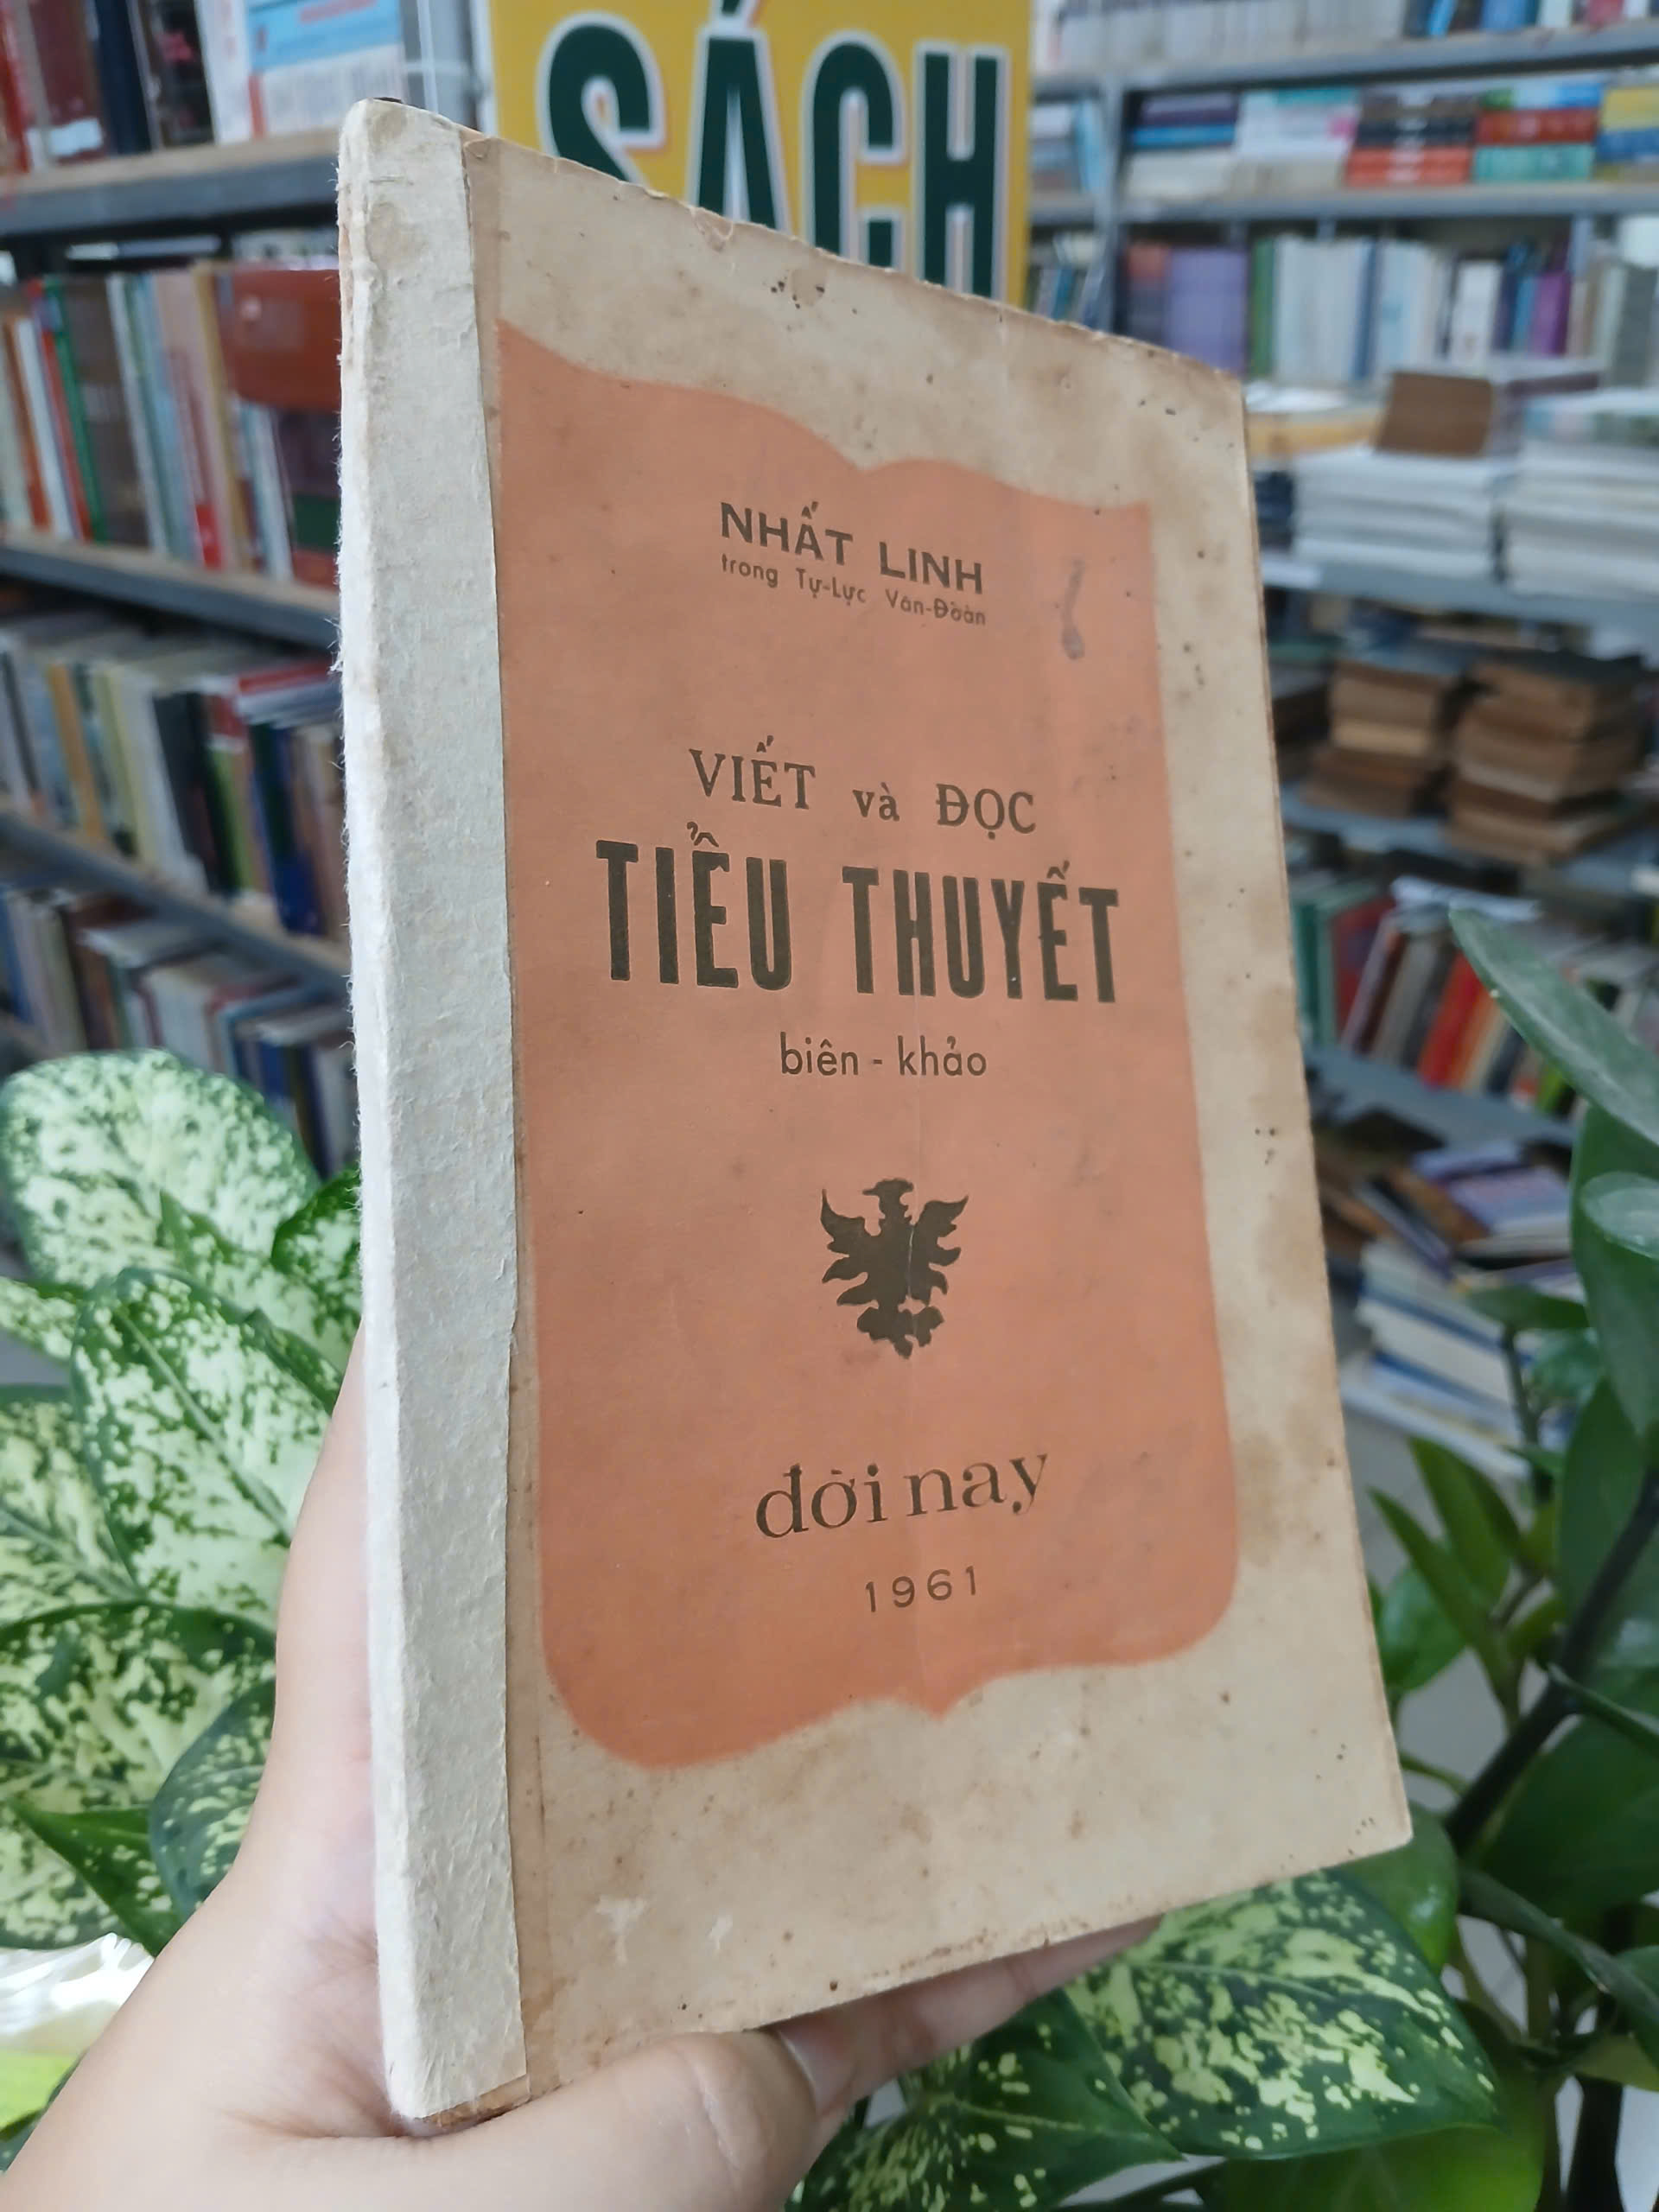 SÁCH
NHẤT LINH
trong Tự-Lực Văn-Đoàn
VIẾT và ĐỌC
TIỂU THUYẾT
biên - khảo
đời nay
1961